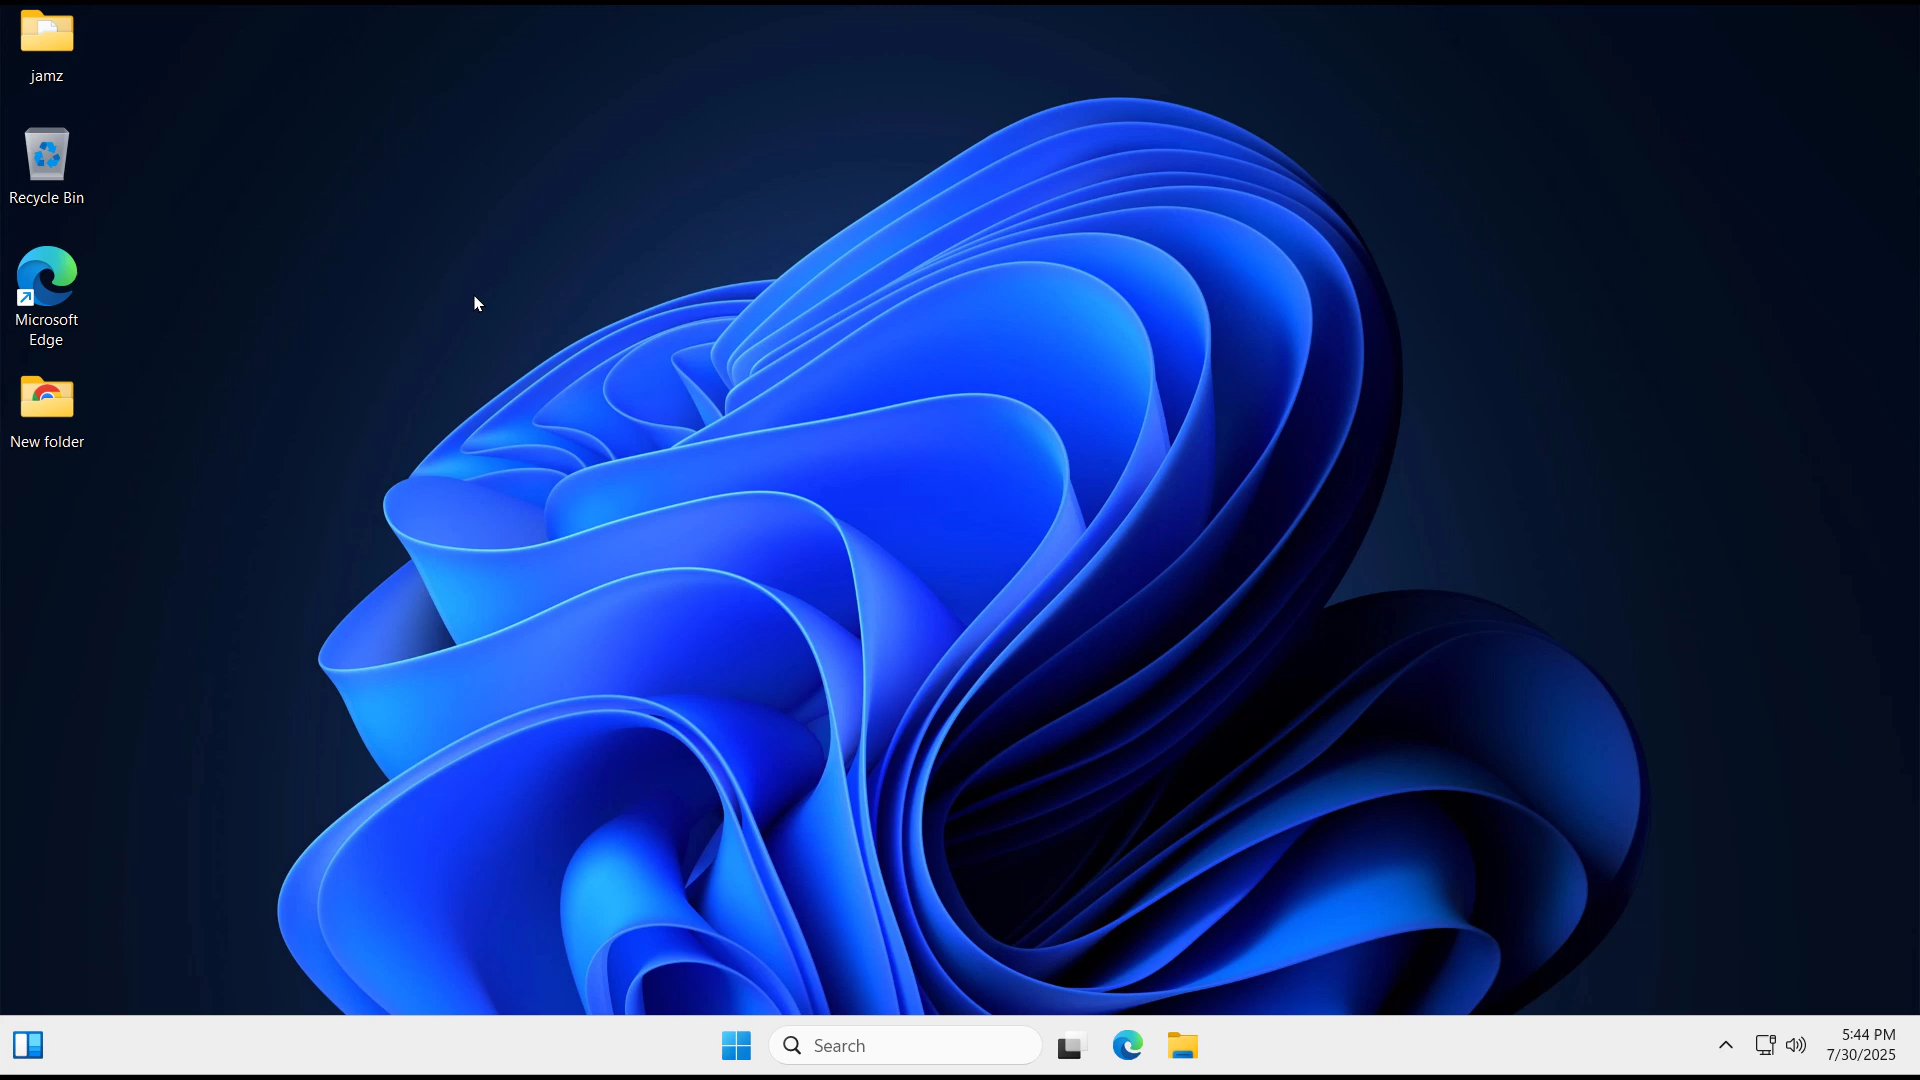 jamz
Recycle Bin
Microsoft
Edge
New folder
Search
5:44 PM
7/30/2025